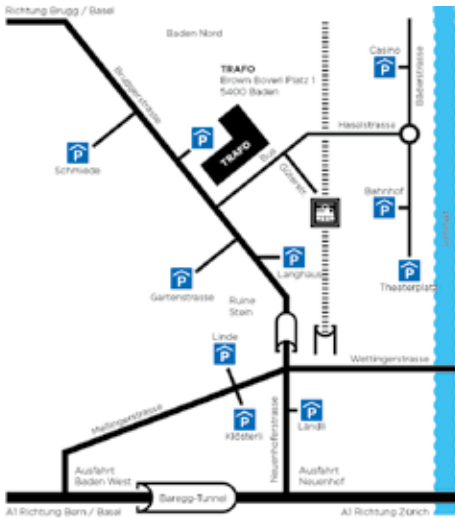 Richtung Brugg / Basel
Baden Nord
TRAFO
Brown Boveri Platz 1
5400 Baden
Casino
P
Bäderstrasse
Bruggerstrasse
P
TRAFO
Bus
Haselstrasse
P
Schmiede
Güterstr.
Bahnhof
P
Limmat
P
Gartenstrasse
P
Langhaus
P
Theaterplatz
Ruine
Stein
Linde
P
Wettingerstrasse
Mellingerstrasse
P
Klösterli
Neuenhoferstrasse
P
Ländli
Ausfahrt
Baden West
Ausfahrt
Neuenhof
Baregg-Tunnel
A1 Richtung Bern / Basel
A1 Richtung Zürich